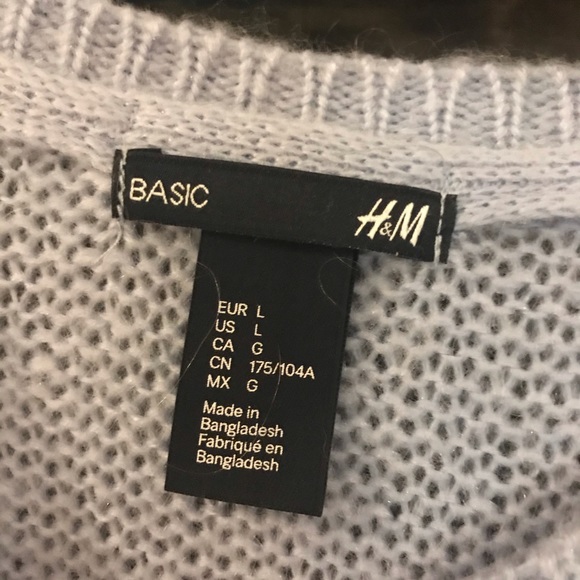 BASIC
H&M
EUR L
US L
CA G
CN 175/104A
MX G
Made in
Bangladesh
Fabriqué en
Bangladesh